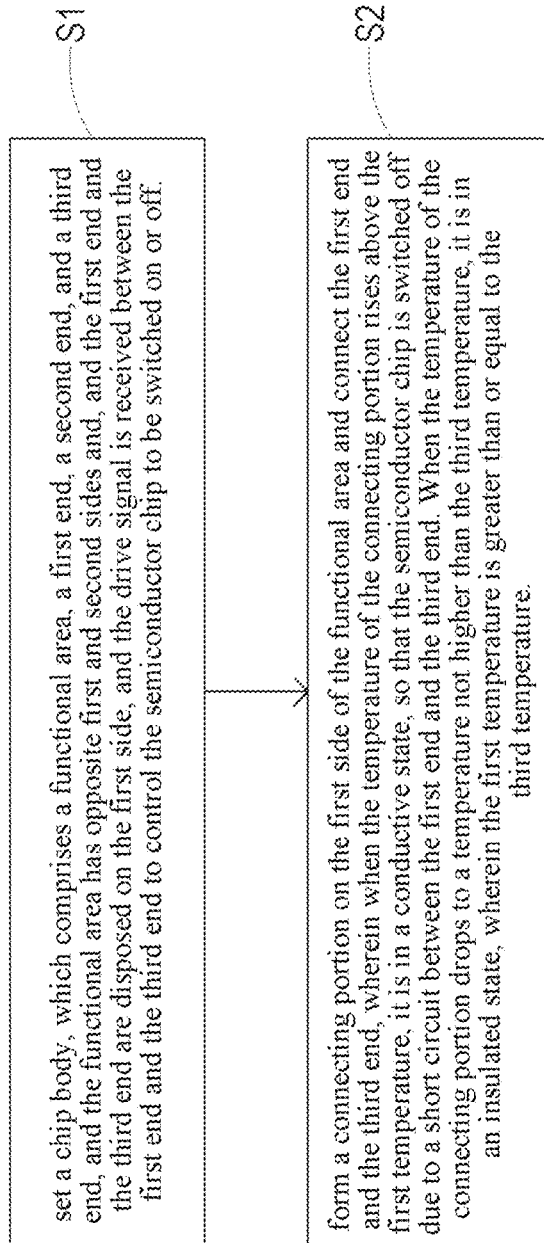 set a chip body, which comprises a functional area, a first end, a second end, and a third
end, and the functional area has opposite first and second sides and, and the first end and
the third end are disposed on the first side, and the drive signal is received between the
first end and the third end to control the semiconductor chip to be switched on or off.
S1
form a connecting portion on the first side of the functional area and connect the first end
and the third end, wherein when the temperature of the connecting portion rises above the
first temperature, it is in a conductive state, so that the semiconductor chip is switched off
due to a short circuit between the first end and the third end. When the temperature of the
connecting portion drops to a temperature not higher than the third temperature, it is in
an insulated state, wherein the first temperature is greater than or equal to the
third temperature.
S2